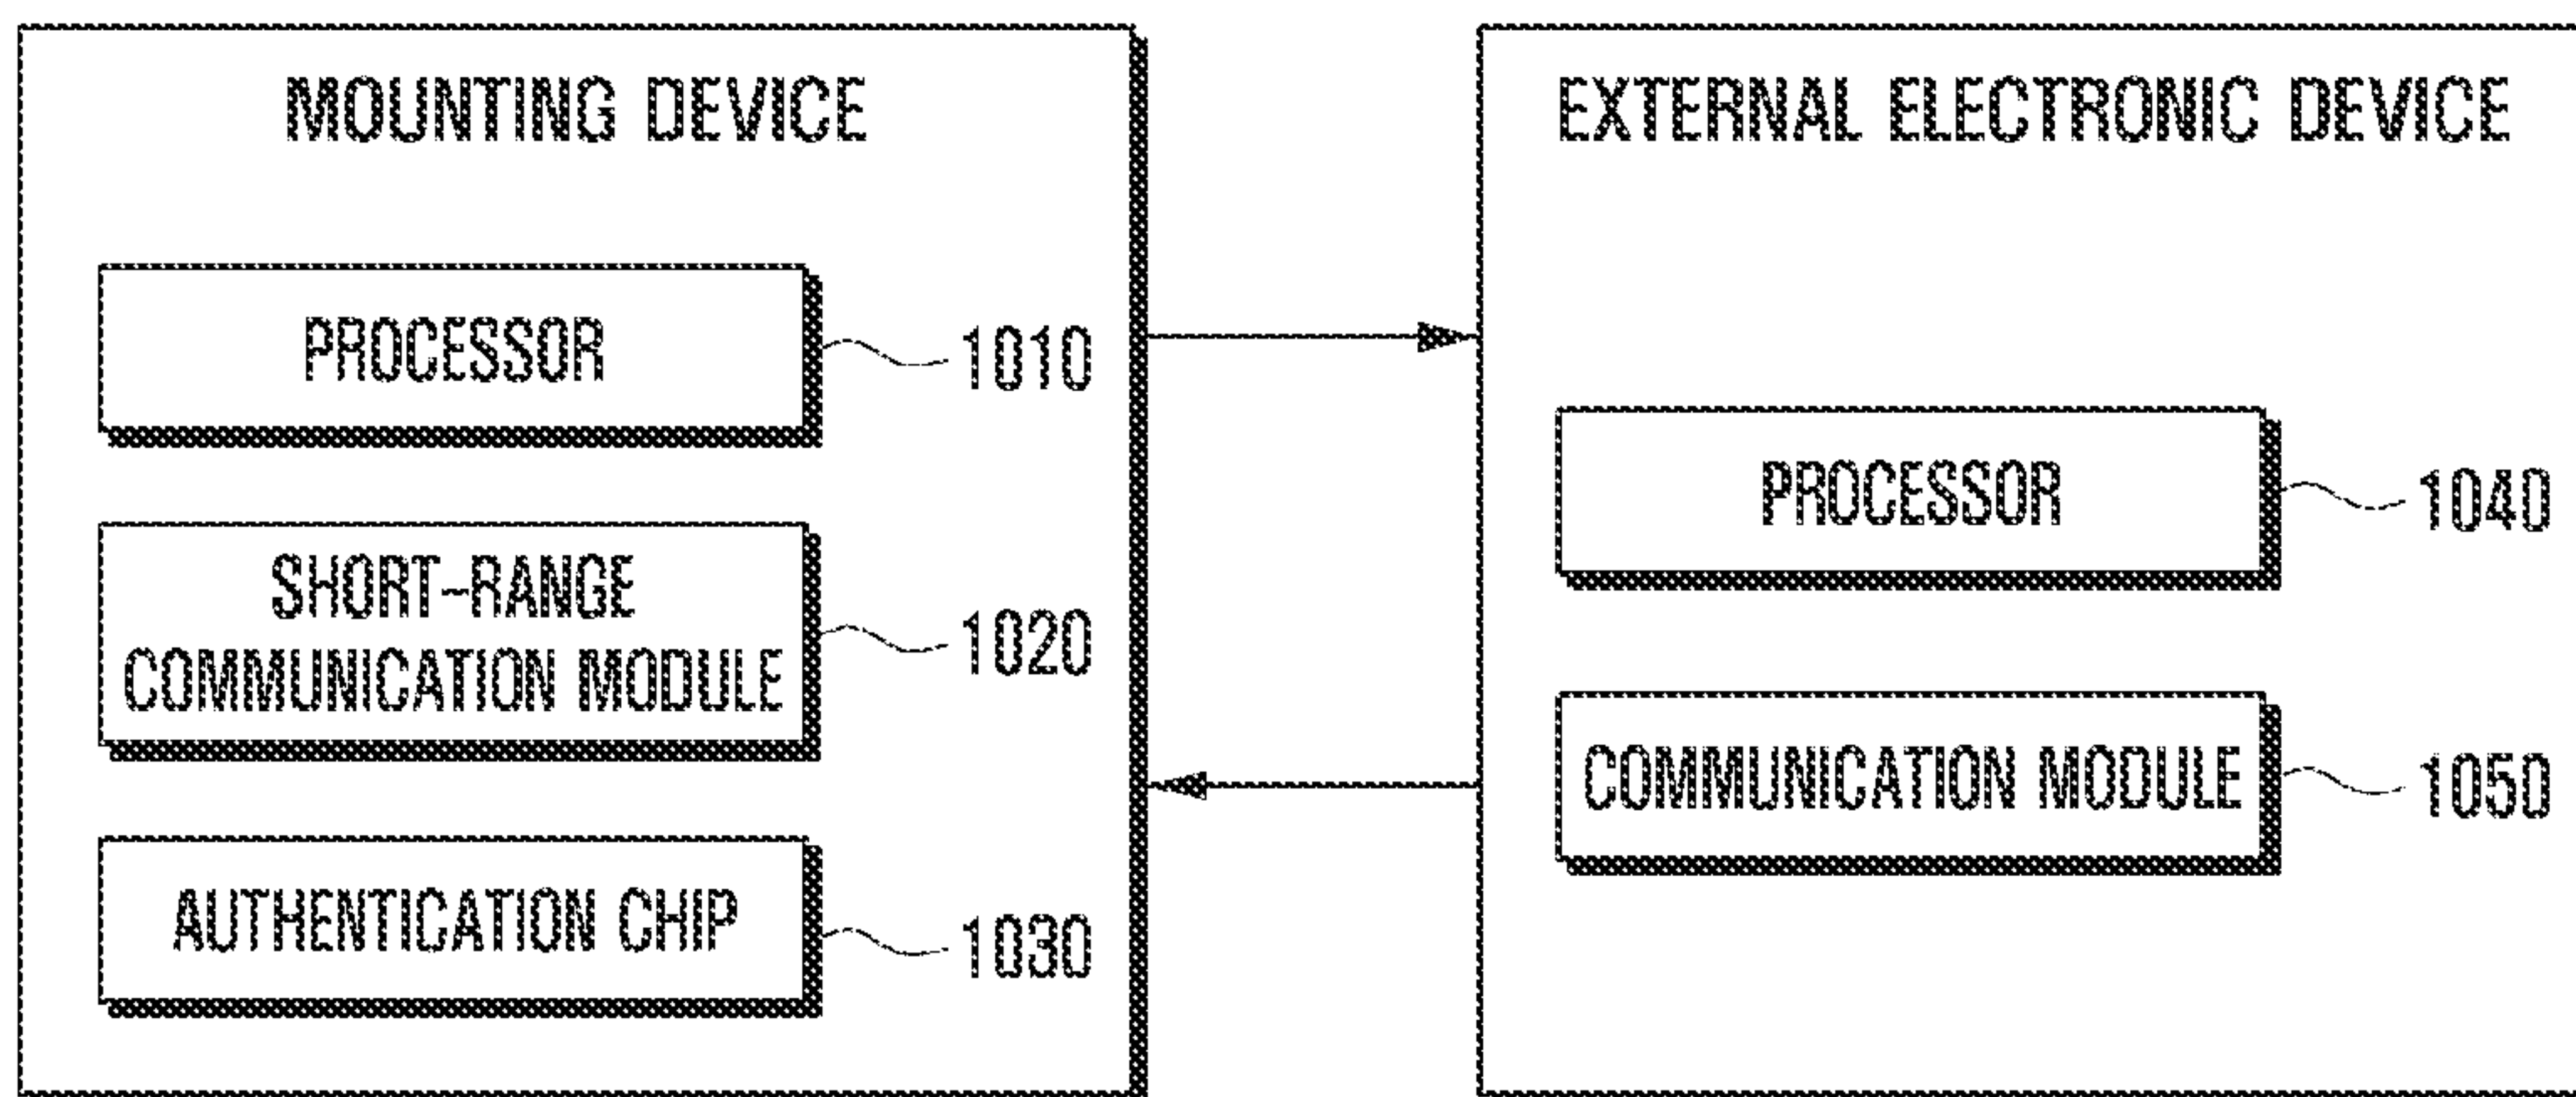 MOUNTING DEVICE
PROCESSOR
1010
SHORT-RANGE
COMMUNICATION MODULE
1020
AUTHENTICATION CHIP
1030
EXTERNAL ELECTRONIC DEVICE
PROCESSOR
1040
COMMUNICATION MODULE
1050